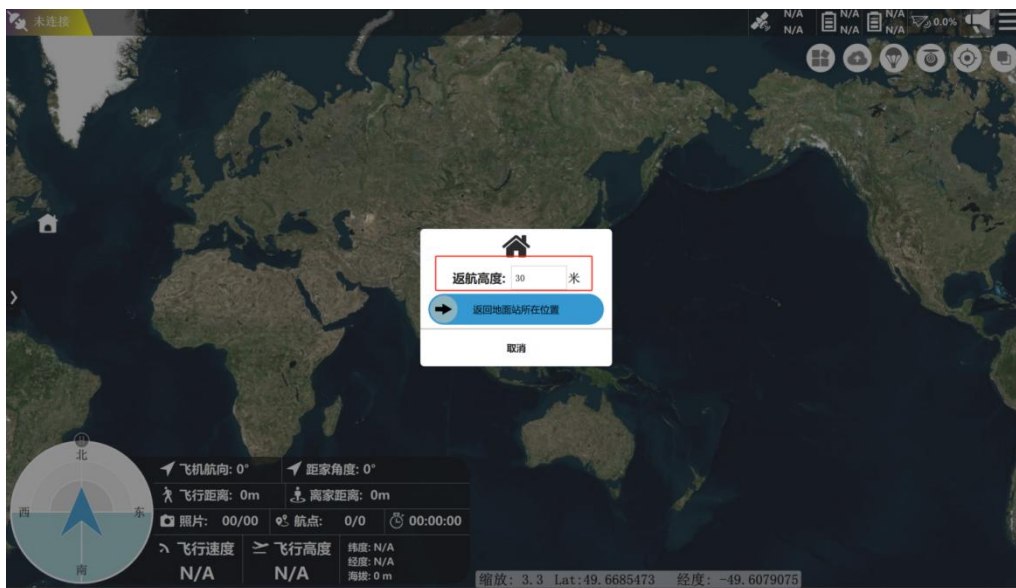 未连接
N/A N/A N/A N/A
N/A N/A N/A 0.0%
返航高度: 30 米
返回地面站所在位置
取消
北
西 东
南
飞机航向: 0° 距家角度: 0°
飞行距离: 0m 离家距离: 0m
照片: 00/00 航点: 0/0 00:00:00
飞行速度 飞行高度 纬度: N/A
N/A N/A 经度: N/A
海拔: 0 m
缩放: 3.3 Lat:49.6685473 经度: -49.6079075